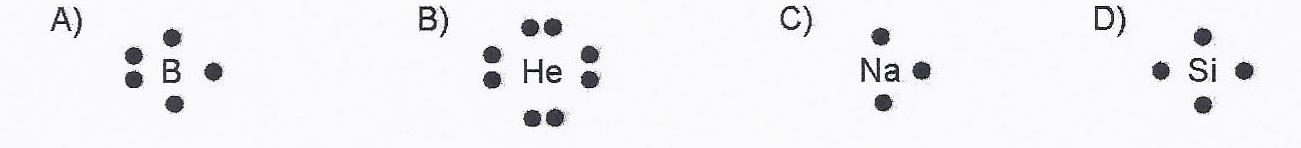 A) B B) He C) Na D) Si